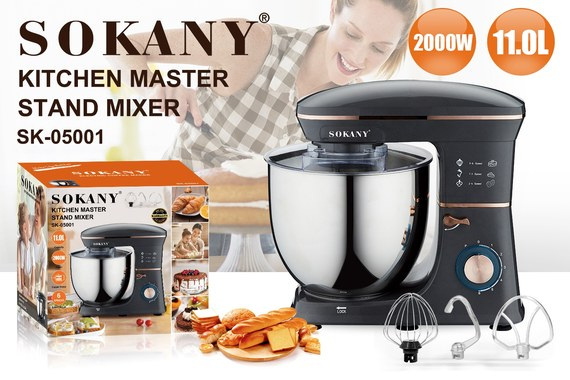 SOKANY®
KITCHEN MASTER
STAND MIXER
SK-05001
2000W
11.0L
SOKANY
SOKANY
KITCHEN MASTER
STAND MIXER
SK-05001
11.0L
2000W
LOCK